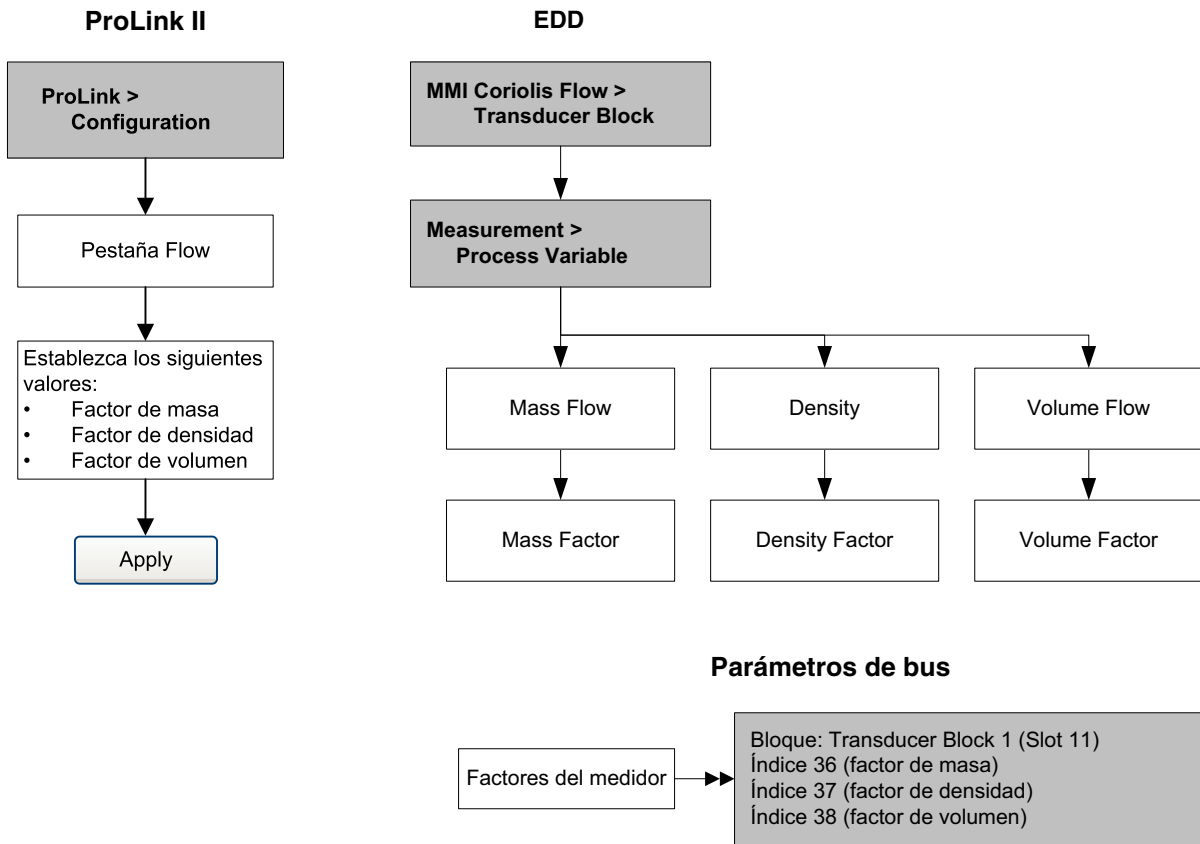 ProLink II
ProLink >
Configuration
Pestaña Flow
Establezca los siguientes
valores:
• Factor de masa
• Factor de densidad
• Factor de volumen
Apply
EDD
MMI Coriolis Flow >
Transducer Block
Measurement >
Process Variable
Mass Flow
Density
Volume Flow
Mass Factor
Density Factor
Volume Factor
Parámetros de bus
Factores del medidor
Bloque: Transducer Block 1 (Slot 11)
Índice 36 (factor de masa)
Índice 37 (factor de densidad)
Índice 38 (factor de volumen)